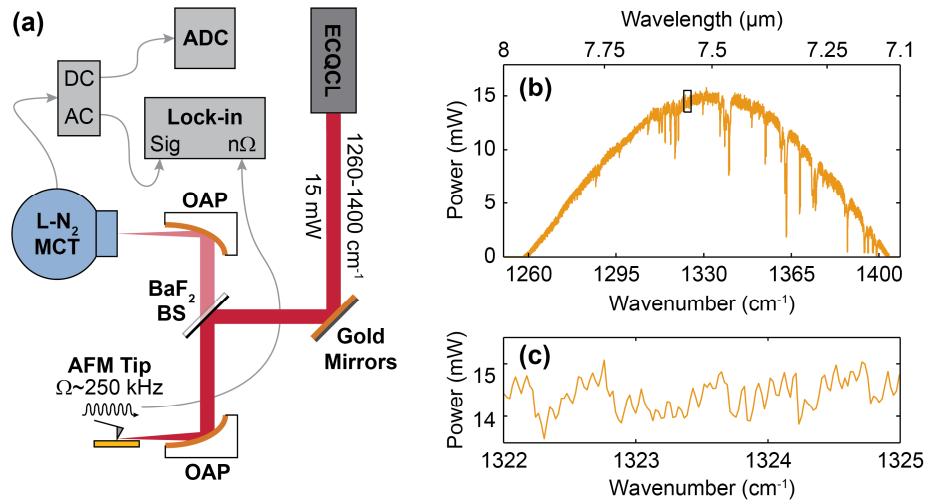 (a)
ADC
ECQCL
DC
AC
Lock-in
Sig nΩ
1260-1400 cm⁻¹
15 mW
OAP
L-N₂
MCT
BaF₂
BS
Gold
Mirrors
AFM Tip
Ω~250 kHz
OAP
Wavelength (μm)
8 7.75 7.5 7.25 7.1
(b)
Power (mW)
15
10
5
0
1260 1295 1330 1365 1400
Wavenumber (cm⁻¹)
(c)
Power (mW)
15
14
1322 1323 1324 1325
Wavenumber (cm⁻¹)